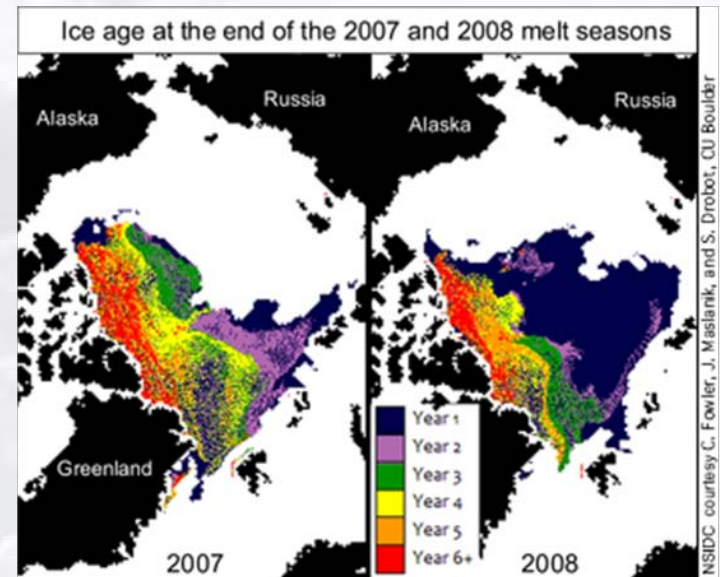 Ice age at the end of the 2007 and 2008 melt seasons
Alaska
Russia
Greenland
2007
Alaska
Russia
Year 1
Year 2
Year 3
Year 4
Year 5
Year 6+
2008
NSIDC courtesy C. Fowler, J. Maslanik, and S. Drobot, CU Boulder